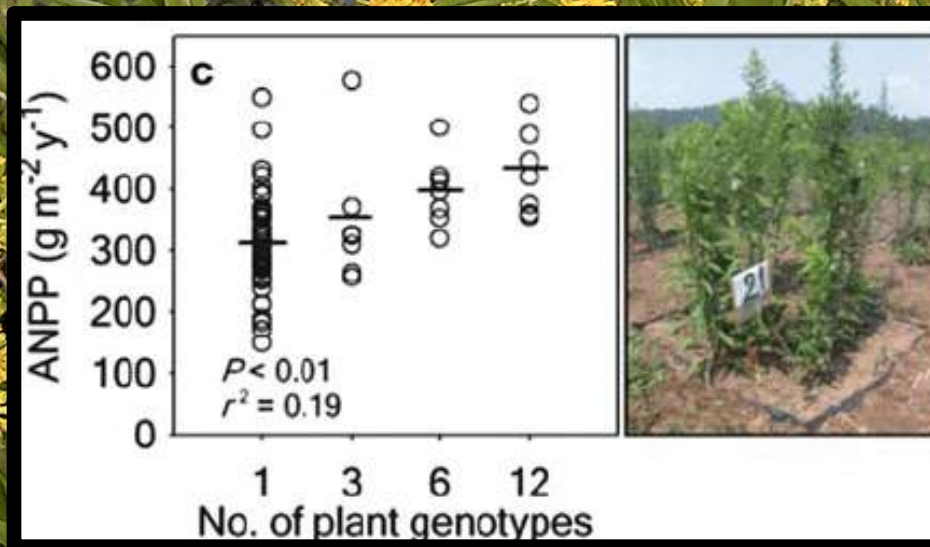 c
600
500
400
300
200
100
0
ANPP (g m⁻² y⁻¹)
P < 0.01
r² = 0.19
1 3 6 12
No. of plant genotypes
21